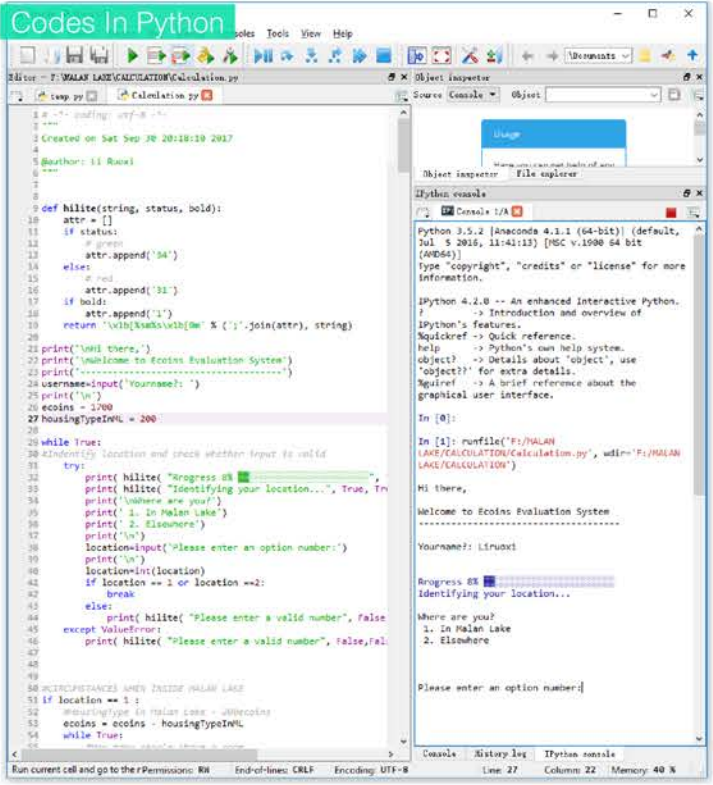 Codes In Python
soles Tools View Help
\Documents
Editor - F:\MALAN LAKE\CALCULATION\Calculation.py
temp.py
Calculation.py
1 # -*- coding: utf-8 -*-
2 """
3 Created on Sat Sep 30 20:18:10 2017
4
5 @author: Li Ruoxi
6 """
7
8
9 def hilite(string, status, bold):
10 attr = []
11 if status:
12 # green
13 attr.append('34')
14 else:
15 # red
16 attr.append('31')
17 if bold:
18 attr.append('1')
19 return '\x1b[%sm%s\x1b[0m' % (';'.join(attr), string)
20
21 print('\nHi there,')
22 print('\nWelcome to Ecoins Evaluation System')
23 print('-----------------------------------')
24 username=input('Yourname?: ')
25 print('\n')
26 ecoins = 1700
27 housingTypeInML = 200
28
29 while True:
30 #Indentify location and check whether input is valid
31 try:
32 print( hilite( "Rrogress 8%
33 print( hilite( "Identifying your location...", True, Tr
34 print('\nWhere are you?')
35 print(' 1. In Malan Lake')
36 print(' 2. Elsewhere')
37 print('\n')
38 location=input('Please enter an option number:')
39 print('\n')
40 location=int(location)
41 if location == 1 or location ==2:
42 break
43 else:
44 print( hilite( "Please enter a valid number", False
45 except ValueError:
46 print( hilite( "Please enter a valid number", False,Fal
47
48
49
50 #CIRCUMSTANCES WHEN INSIDE MALAN LAKE
51 if location == 1 :
52 #HousingType in Malan Lake - 200ecoins
53 ecoins = ecoins - housingTypeInML
54 while True:
55
Object inspector
Source Console Object
Usage
Here you can get help of any
Object inspector File explorer
IPython console
Console 1/A
Python 3.5.2 |Anaconda 4.1.1 (64-bit)| (default,
Jul 5 2016, 11:41:13) [MSC v.1900 64 bit
(AMD64)]
Type "copyright", "credits" or "license" for more
information.
IPython 4.2.0 -- An enhanced Interactive Python.
? -> Introduction and overview of
IPython's features.
%quickref -> Quick reference.
help -> Python's own help system.
object? -> Details about 'object', use
'object??' for extra details.
%guiref -> A brief reference about the
graphical user interface.
In [0]:
In [1]: runfile('F:/MALAN
LAKE/CALCULATION/Calculation.py', wdir='F:/MALAN
LAKE/CALCULATION')
Hi there,
Welcome to Ecoins Evaluation System
-----------------------------------
Yourname?: Liruoxi
Rrogress 8%
Identifying your location...
Where are you?
1. In Malan Lake
2. Elsewhere
Please enter an option number:
Console History log IPython console
Run current cell and go to the r Permissions: RW End-of-lines: CRLF Encoding: UTF-8 Line: 27 Column: 22 Memory: 40 %